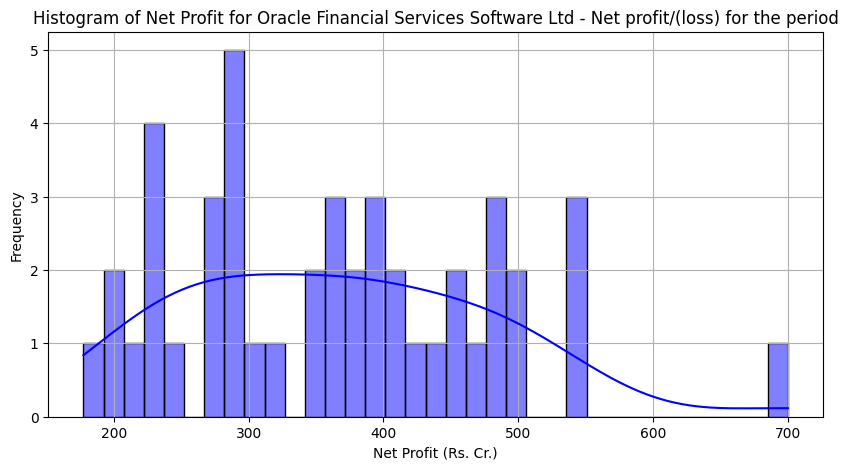 Histogram of Net Profit for Oracle Financial Services Software Ltd - Net profit/(loss) for the period
5
4
3
2
1
0
Frequency
200 300 400 500 600 700
Net Profit (Rs. Cr.)